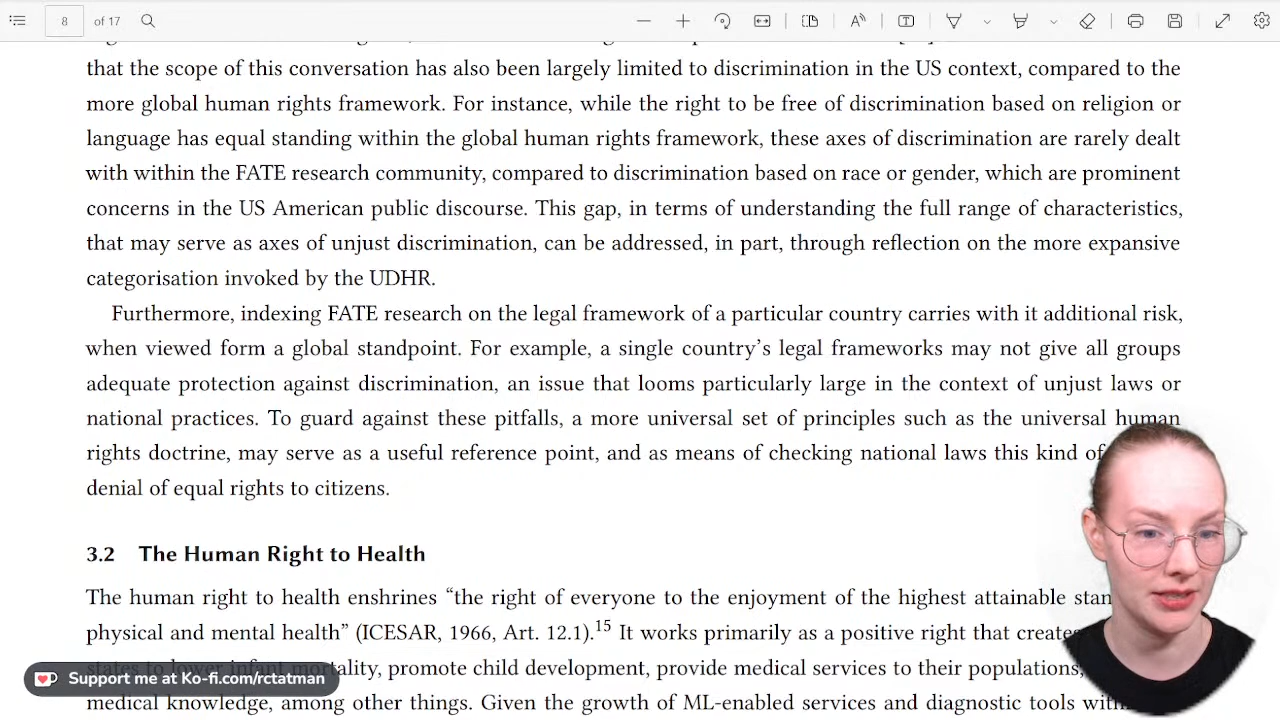 8 of 17
that the scope of this conversation has also been largely limited to discrimination in the US context, compared to the
more global human rights framework. For instance, while the right to be free of discrimination based on religion or
language has equal standing within the global human rights framework, these axes of discrimination are rarely dealt
with within the FATE research community, compared to discrimination based on race or gender, which are prominent
concerns in the US American public discourse. This gap, in terms of understanding the full range of characteristics,
that may serve as axes of unjust discrimination, can be addressed, in part, through reflection on the more expansive
categorisation invoked by the UDHR.
Furthermore, indexing FATE research on the legal framework of a particular country carries with it additional risk,
when viewed form a global standpoint. For example, a single country's legal frameworks may not give all groups
adequate protection against discrimination, an issue that looms particularly large in the context of unjust laws or
national practices. To guard against these pitfalls, a more universal set of principles such as the universal human
rights doctrine, may serve as a useful reference point, and as means of checking national laws this kind of
denial of equal rights to citizens.
3.2 The Human Right to Health
The human right to health enshrines “the right of everyone to the enjoyment of the highest attainable
physical and mental health” (ICESAR, 1966, Art. 12.1).15 It works primarily as a positive right that
states to lower infant mortality, promote child development, provide medical services to their populations,
Support me at Ko-fi.com/rctatman
medical knowledge, among other things. Given the growth of ML-enabled services and diagnostic tools